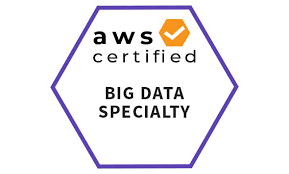 aws
certified
BIG DATA
SPECIALTY